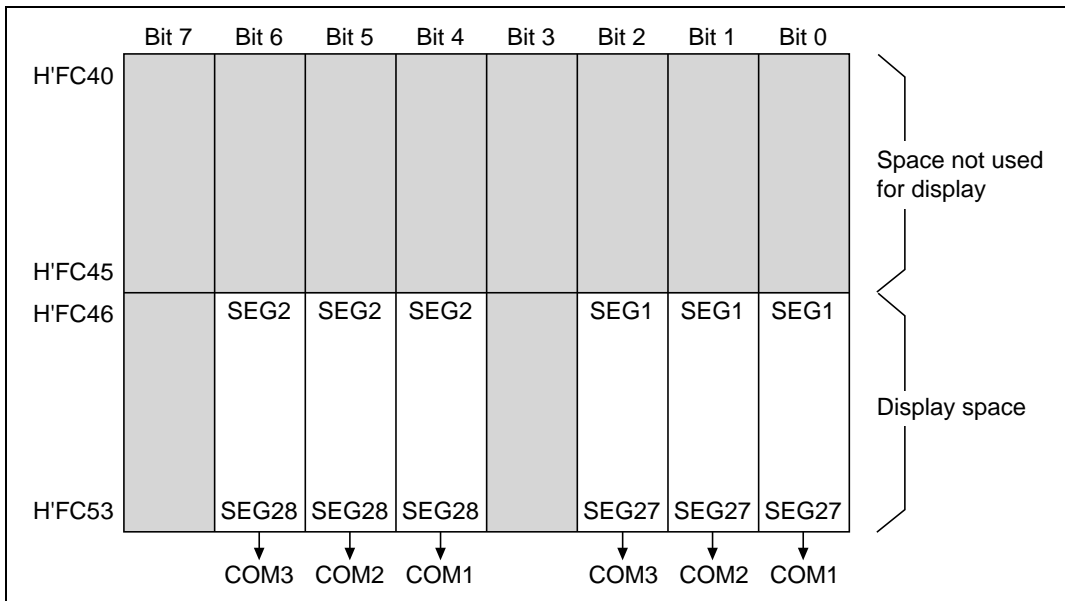 Bit 7 Bit 6 Bit 5 Bit 4 Bit 3 Bit 2 Bit 1 Bit 0
H'FC40
Space not used
for display
H'FC45
H'FC46 SEG2 SEG2 SEG2 SEG1 SEG1 SEG1
Display space
H'FC53 SEG28 SEG28 SEG28 SEG27 SEG27 SEG27
COM3 COM2 COM1 COM3 COM2 COM1